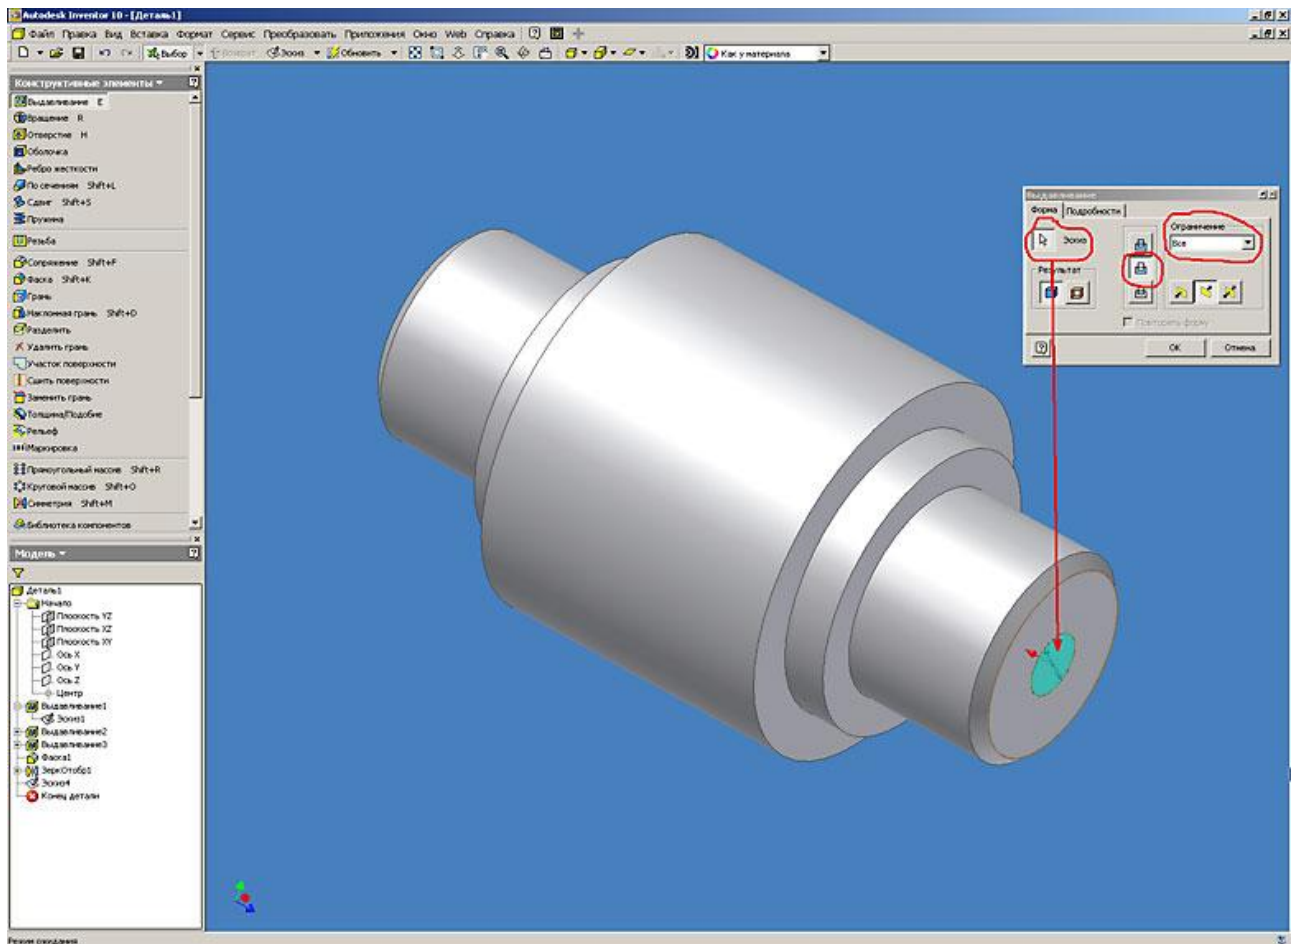 Autodesk Inventor 10 - [Деталь1]
Файл Правка Вид Вставка Формат Сервис Преобразовать Приложения Окно Web Справка
Выбор Возврат Эскиз Обновить Как у материала
Конструктивные элементы
Выдавливание E
Вращение R
Отверстие H
Оболочка
Ребро жесткости
По сечениям Shift+L
Сдвиг Shift+S
Пружина
Резьба
Сопряжение Shift+F
Фаска Shift+K
Грань
Наклонная грань Shift+D
Разделить
Удалить грань
Участок поверхности
Сшить поверхности
Заменить грань
Толщина/Подобие
Рельеф
Маркировка
Прямоугольный массив Shift+R
Круговой массив Shift+O
Симметрия Shift+M
Библиотека компонентов
Модель
Деталь1
Начало
Плоскость YZ
Плоскость XZ
Плоскость XY
Ось X
Ось Y
Ось Z
Центр
Выдавливание1
Эскиз1
Выдавливание2
Выдавливание3
Фаска1
ЗеркОтобр1
Эскиз4
Конец детали
Выдавливание
Форма Подробности
Эскиз
Ограничение
Все
Результат
Повторить форму
OK Отмена
Режим ожидания